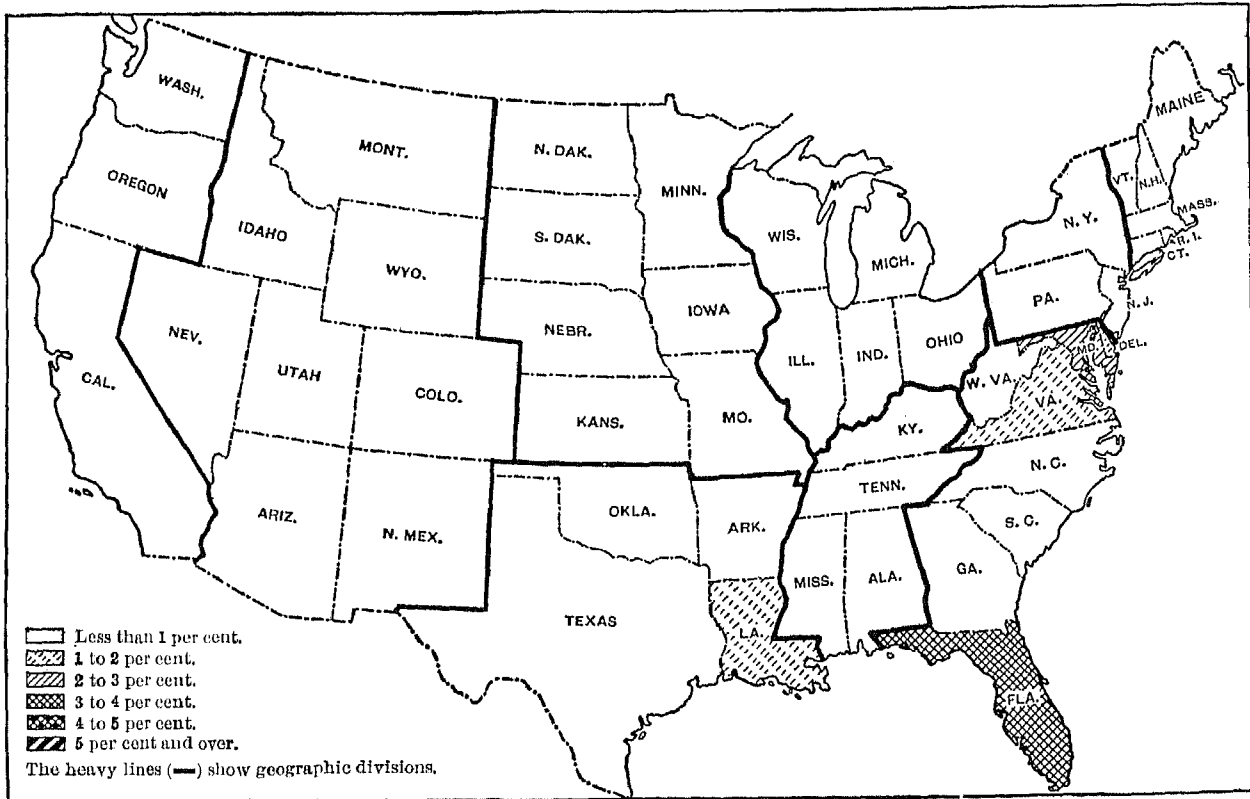 WASH.
MONT.
N. DAK.
MINN.
MAINE
OREGON
IDAHO
S. DAK.
WIS.
MICH.
N.Y.
VT.
N.H.
MASS.
R.I.
CT.
WYO.
NEBR.
IOWA
PA.
N.J.
NEV.
UTAH
COLO.
KANS.
MO.
ILL.
IND.
OHIO
W. VA.
MD.
DEL.
VA.
CAL.
KY.
N.C.
TENN.
ARIZ.
N. MEX.
OKLA.
ARK.
S.C.
MISS.
ALA.
GA.
TEXAS
LA.
FLA.
Less than 1 per cent.
1 to 2 per cent.
2 to 3 per cent.
3 to 4 per cent.
4 to 5 per cent.
5 per cent and over.
The heavy lines (▬) show geographic divisions.